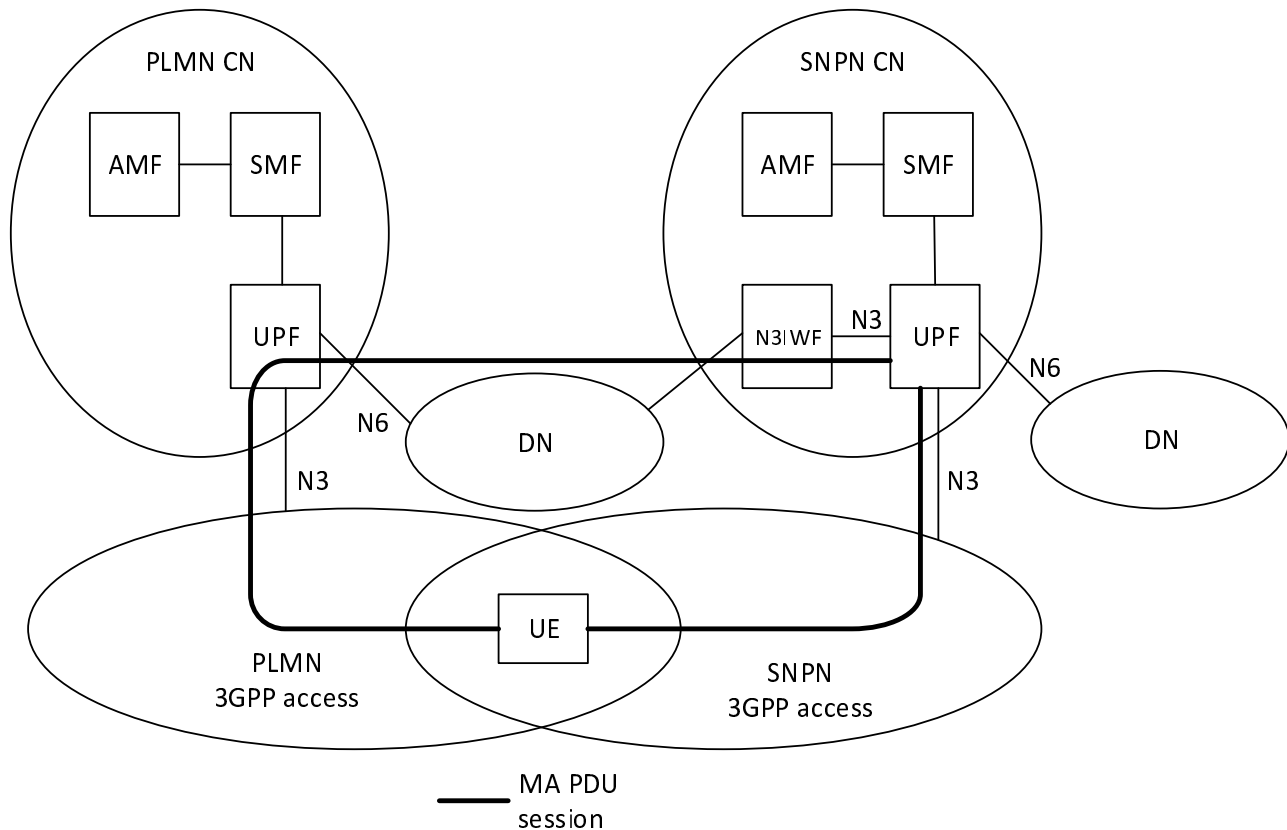 PLMN CN
SNPN CN
AMF
SMF
AMF
SMF
UPF
N3IWF
N3
UPF
N6
N6
DN
DN
N3
N3
UE
PLMN
3GPP access
SNPN
3GPP access
MA PDU
session